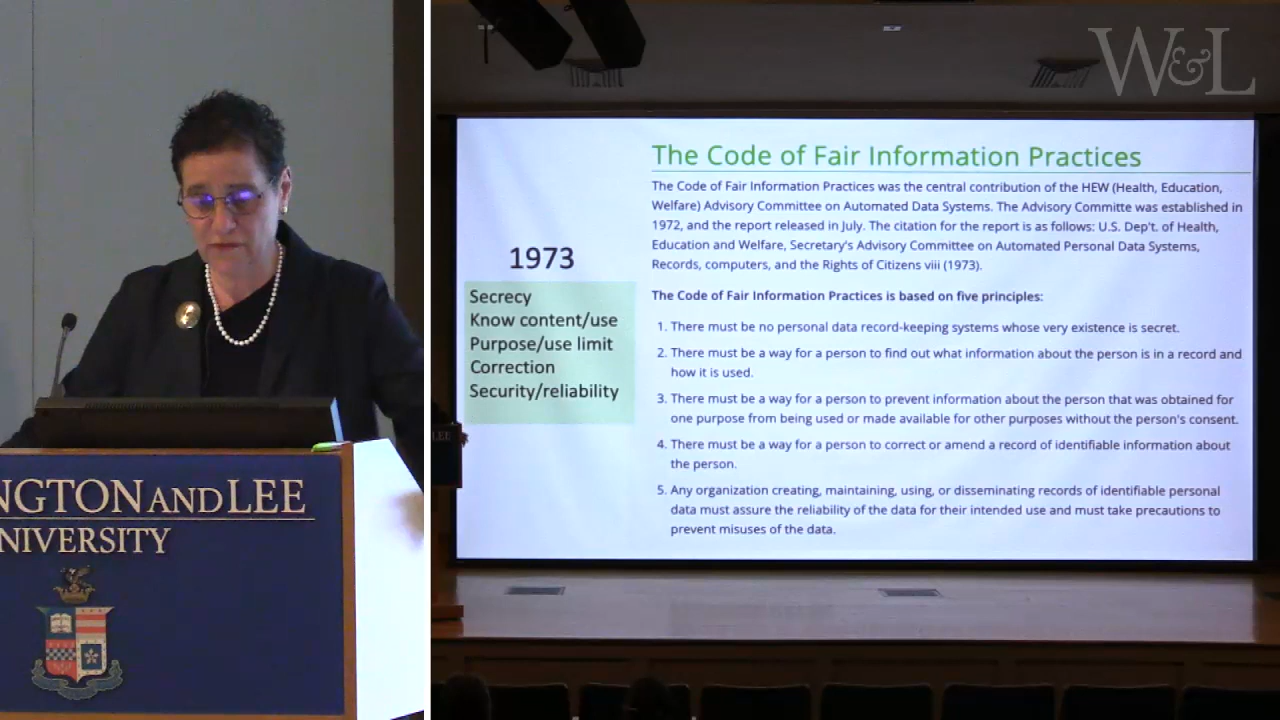 NGTON AND LEE
NIVERSITY
W&L
The Code of Fair Information Practices
The Code of Fair Information Practices was the central contribution of the HEW (Health, Education,
Welfare) Advisory Committee on Automated Data Systems. The Advisory Committe was established in
1972, and the report released in July. The citation for the report is as follows: U.S. Dep't. of Health,
Education and Welfare, Secretary's Advisory Committee on Automated Personal Data Systems,
Records, computers, and the Rights of Citizens viii (1973).
1973
Secrecy
Know content/use
Purpose/use limit
Correction
Security/reliability
The Code of Fair Information Practices is based on five principles:
1. There must be no personal data record-keeping systems whose very existence is secret.
2. There must be a way for a person to find out what information about the person is in a record and
how it is used.
3. There must be a way for a person to prevent information about the person that was obtained for
one purpose from being used or made available for other purposes without the person's consent.
4. There must be a way for a person to correct or amend a record of identifiable information about
the person.
5. Any organization creating, maintaining, using, or disseminating records of identifiable personal
data must assure the reliability of the data for their intended use and must take precautions to
prevent misuses of the data.
LEE